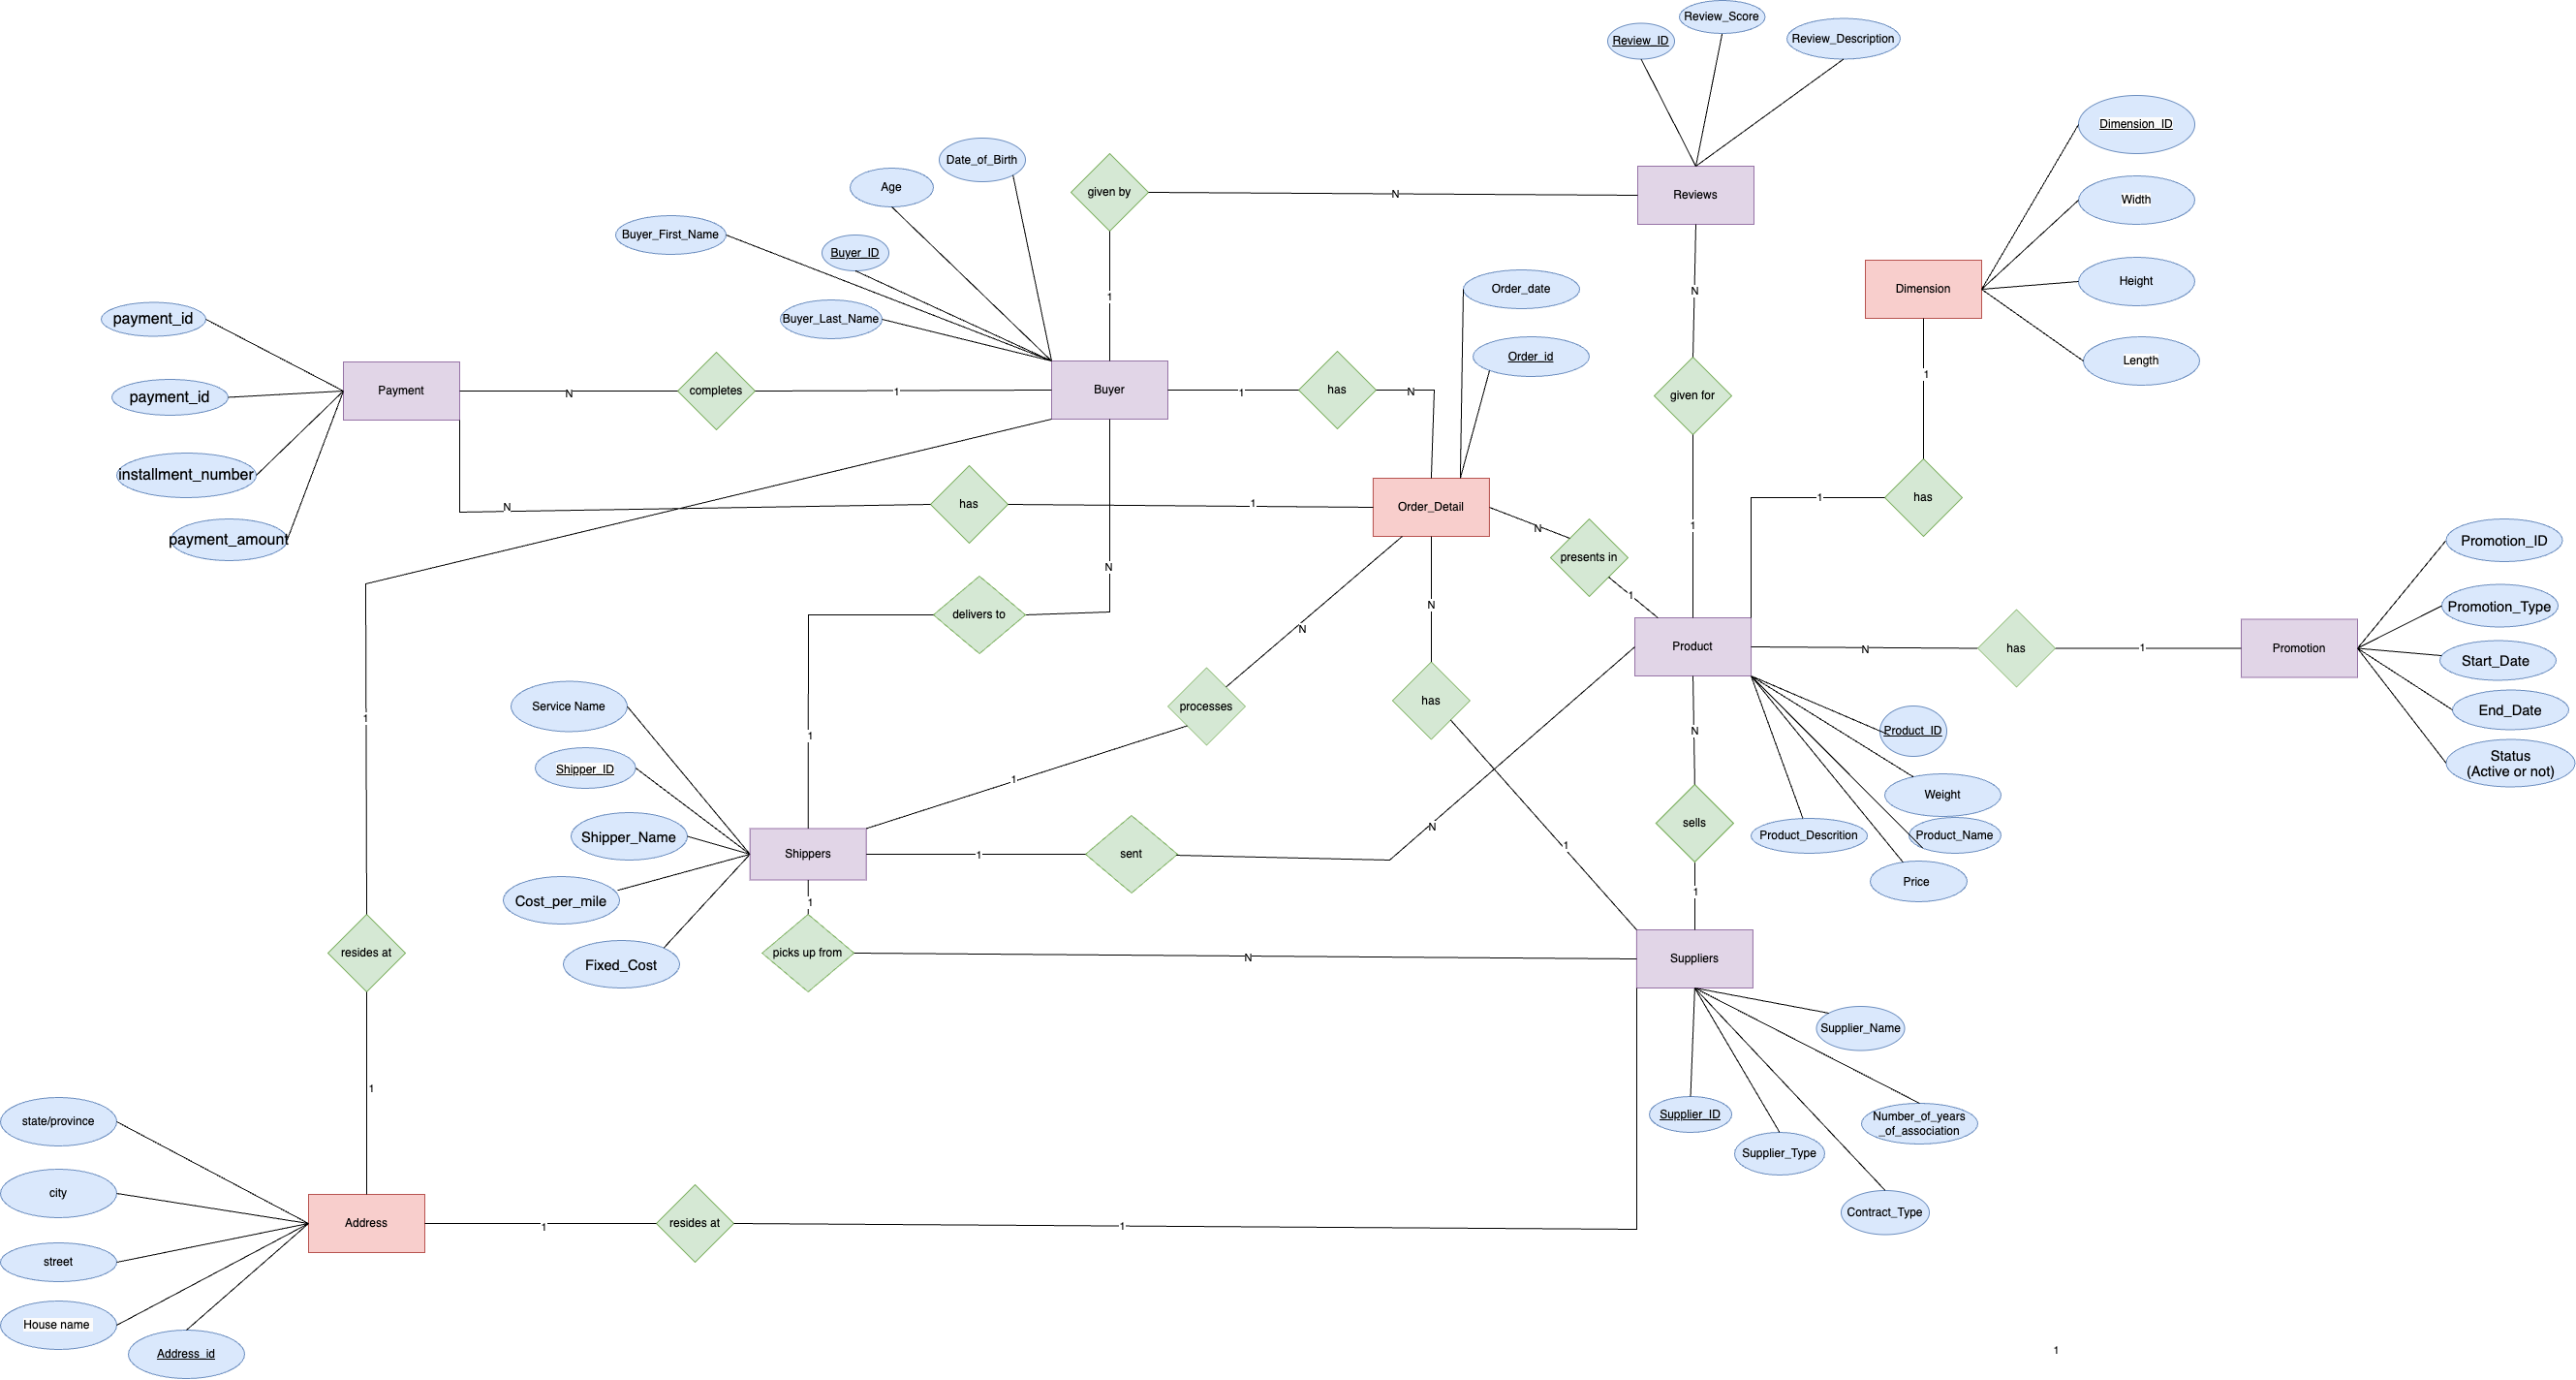 Review_Score
Review_ID
Review_Description
Dimension_ID
Date_of_Birth
Age
given by
N
Reviews
Width
Buyer_First_Name
Buyer_ID
Height
Dimension
Order_date
N
1
payment_id
Buyer_Last_Name
Order_id
Length
1
Payment
N
completes
1
Buyer
1
has
N
given for
payment_id
installment_number
N
has
1
Order_Detail
1
1
has
N
payment_amount
presents in
Promotion_ID
N
1
N
delivers to
Promotion_Type
N
Product
N
has
1
Promotion
Start_Date
Service Name
processes
has
End_Date
1
1
N
Product_ID
Status
(Active or not)
Shipper_ID
1
Weight
Shipper_Name
N
sells
Product_Descrition
Product_Name
Shippers
1
sent
1
Price
Cost_per_mile
1
1
resides at
picks up from
N
Suppliers
Fixed_Cost
Supplier_Name
1
state/province
Supplier_ID
Number_of_years
_of_association
Supplier_Type
city
Address
1
resides at
1
Contract_Type
street
House name
Address_id
1